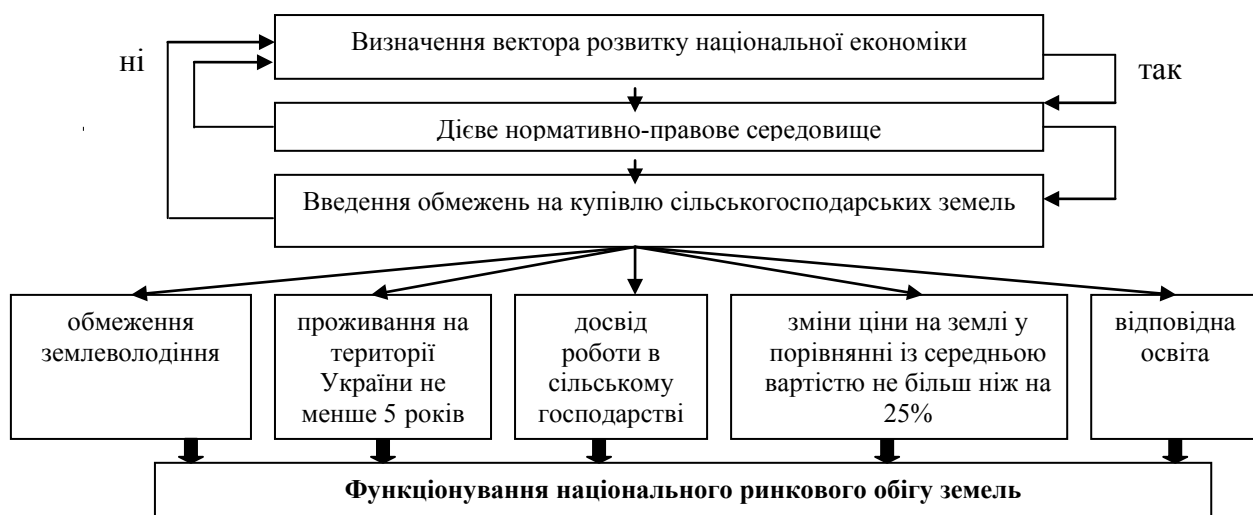 Визначення вектора розвитку національної економіки
ні
так
Дієве нормативно-правове середовище
Введення обмежень на купівлю сільськогосподарських земель
обмеження
землеволодіння
проживання на
території
України не
менше 5 років
досвід
роботи в
сільському
господарстві
зміни ціни на землі у
порівнянні із середньою
вартістю не більш ніж на
25%
відповідна
освіта
Функціонування національного ринкового обігу земель